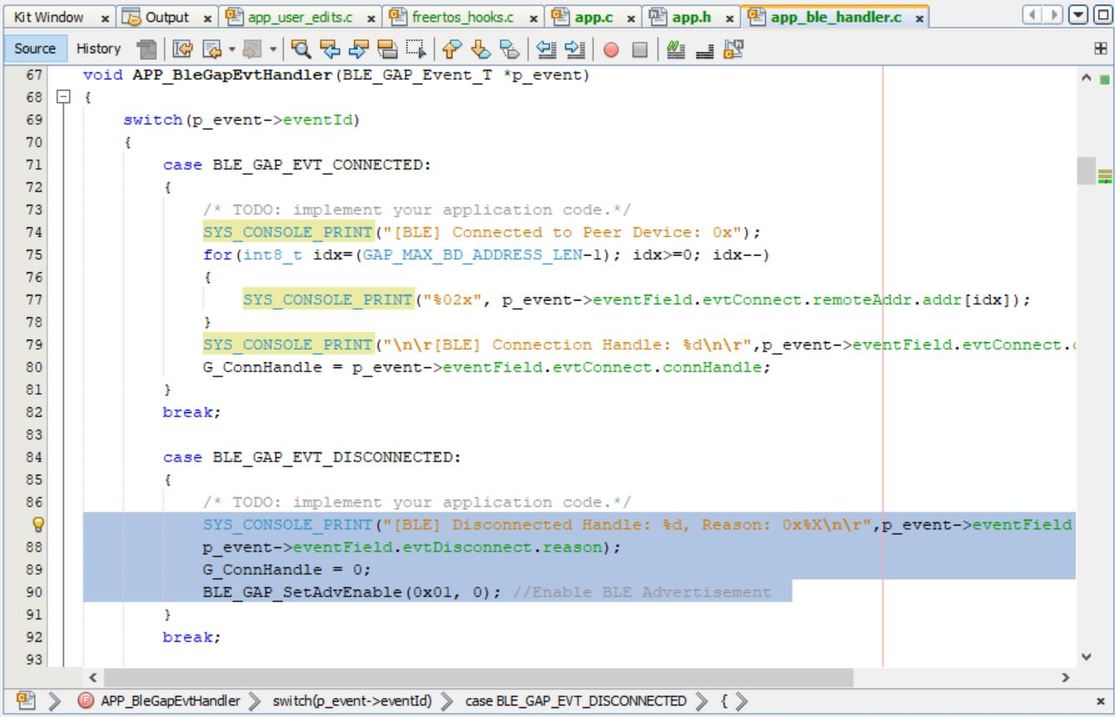 Kit Window Output app_user_edits.c freertos_hooks.c app.c app.h app_ble_handler.c
Source History
67 void APP_BleGapEvtHandler(BLE_GAP_Event_T *p_event)
68 {
69 switch(p_event->eventId)
70 {
71 case BLE_GAP_EVT_CONNECTED:
72 {
73 /* TODO: implement your application code.*/
74 SYS_CONSOLE_PRINT("[BLE] Connected to Peer Device: 0x");
75 for(int8_t idx=(GAP_MAX_BD_ADDRESS_LEN-1); idx>=0; idx--)
76 {
77 SYS_CONSOLE_PRINT("%02x", p_event->eventField.evtConnect.remoteAddr.addr[idx]);
78 }
79 SYS_CONSOLE_PRINT("\n\r[BLE] Connection Handle: %d\n\r",p_event->eventField.evtConnect.
80 G_ConnHandle = p_event->eventField.evtConnect.connHandle;
81 }
82 break;
83
84 case BLE_GAP_EVT_DISCONNECTED:
85 {
86 /* TODO: implement your application code.*/
SYS_CONSOLE_PRINT("[BLE] Disconnected Handle: %d, Reason: 0x%X\n\r",p_event->eventField
88 p_event->eventField.evtDisconnect.reason);
89 G_ConnHandle = 0;
90 BLE_GAP_SetAdvEnable(0x01, 0); //Enable BLE Advertisement
91 }
92 break;
93
APP_BleGapEvtHandler switch(p_event->eventId) case BLE_GAP_EVT_DISCONNECTED {